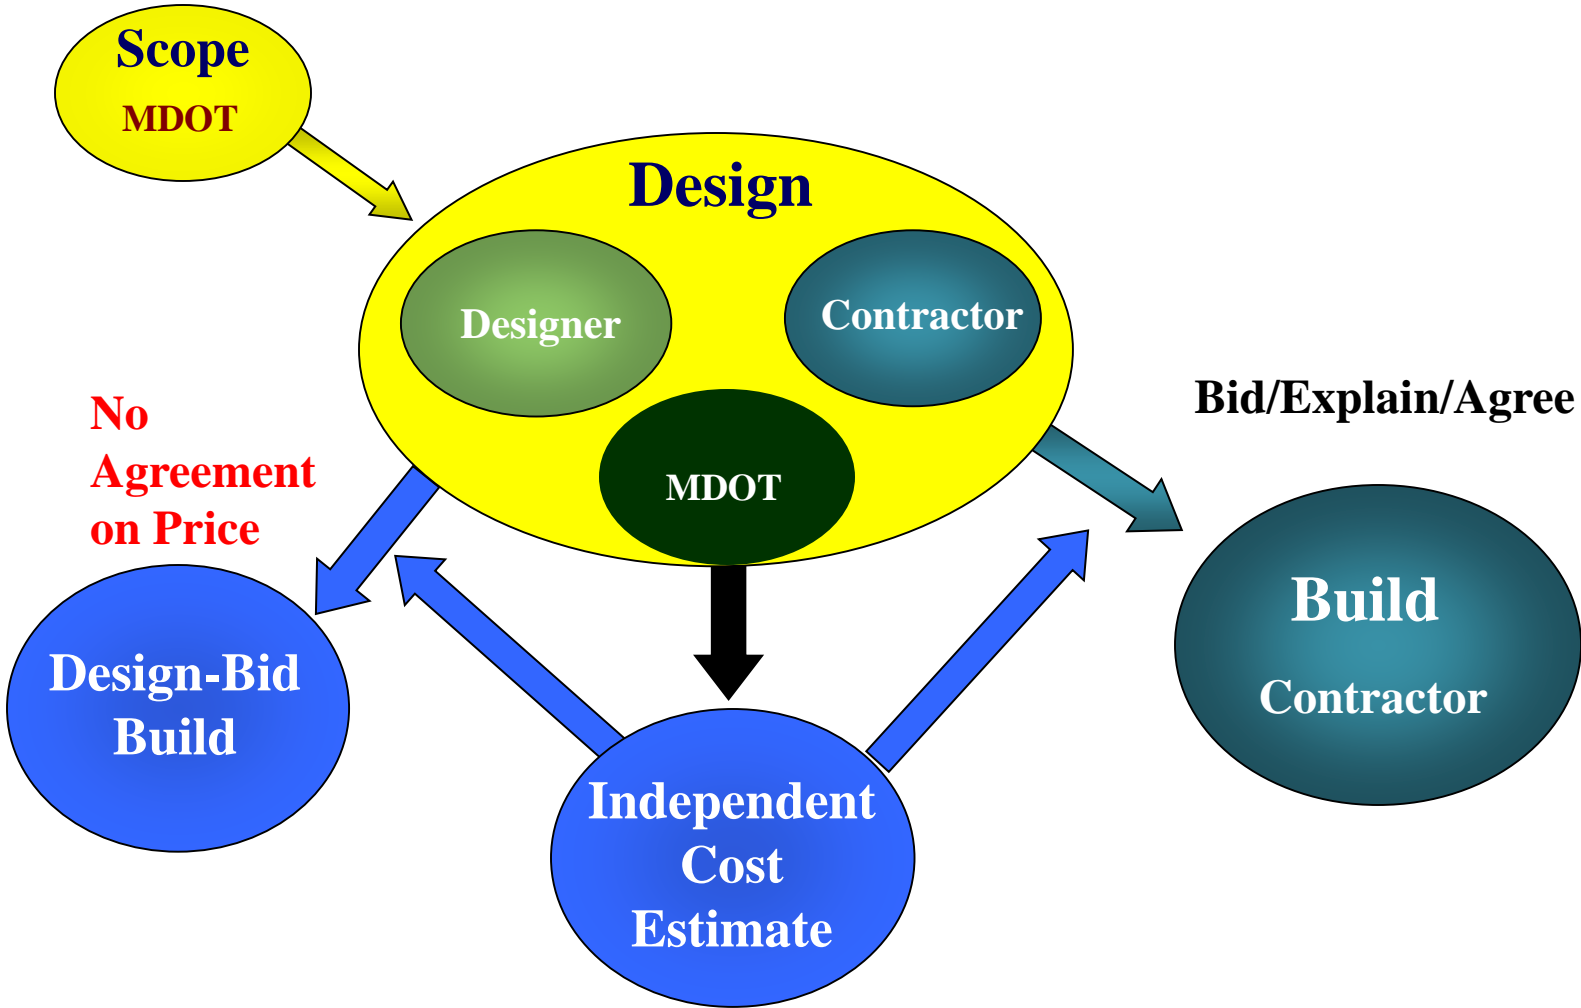 Scope
MDOT
Design
Designer
Contractor
MDOT
No
Agreement
on Price
Bid/Explain/Agree
Design-Bid
Build
Build
Contractor
Independent
Cost
Estimate